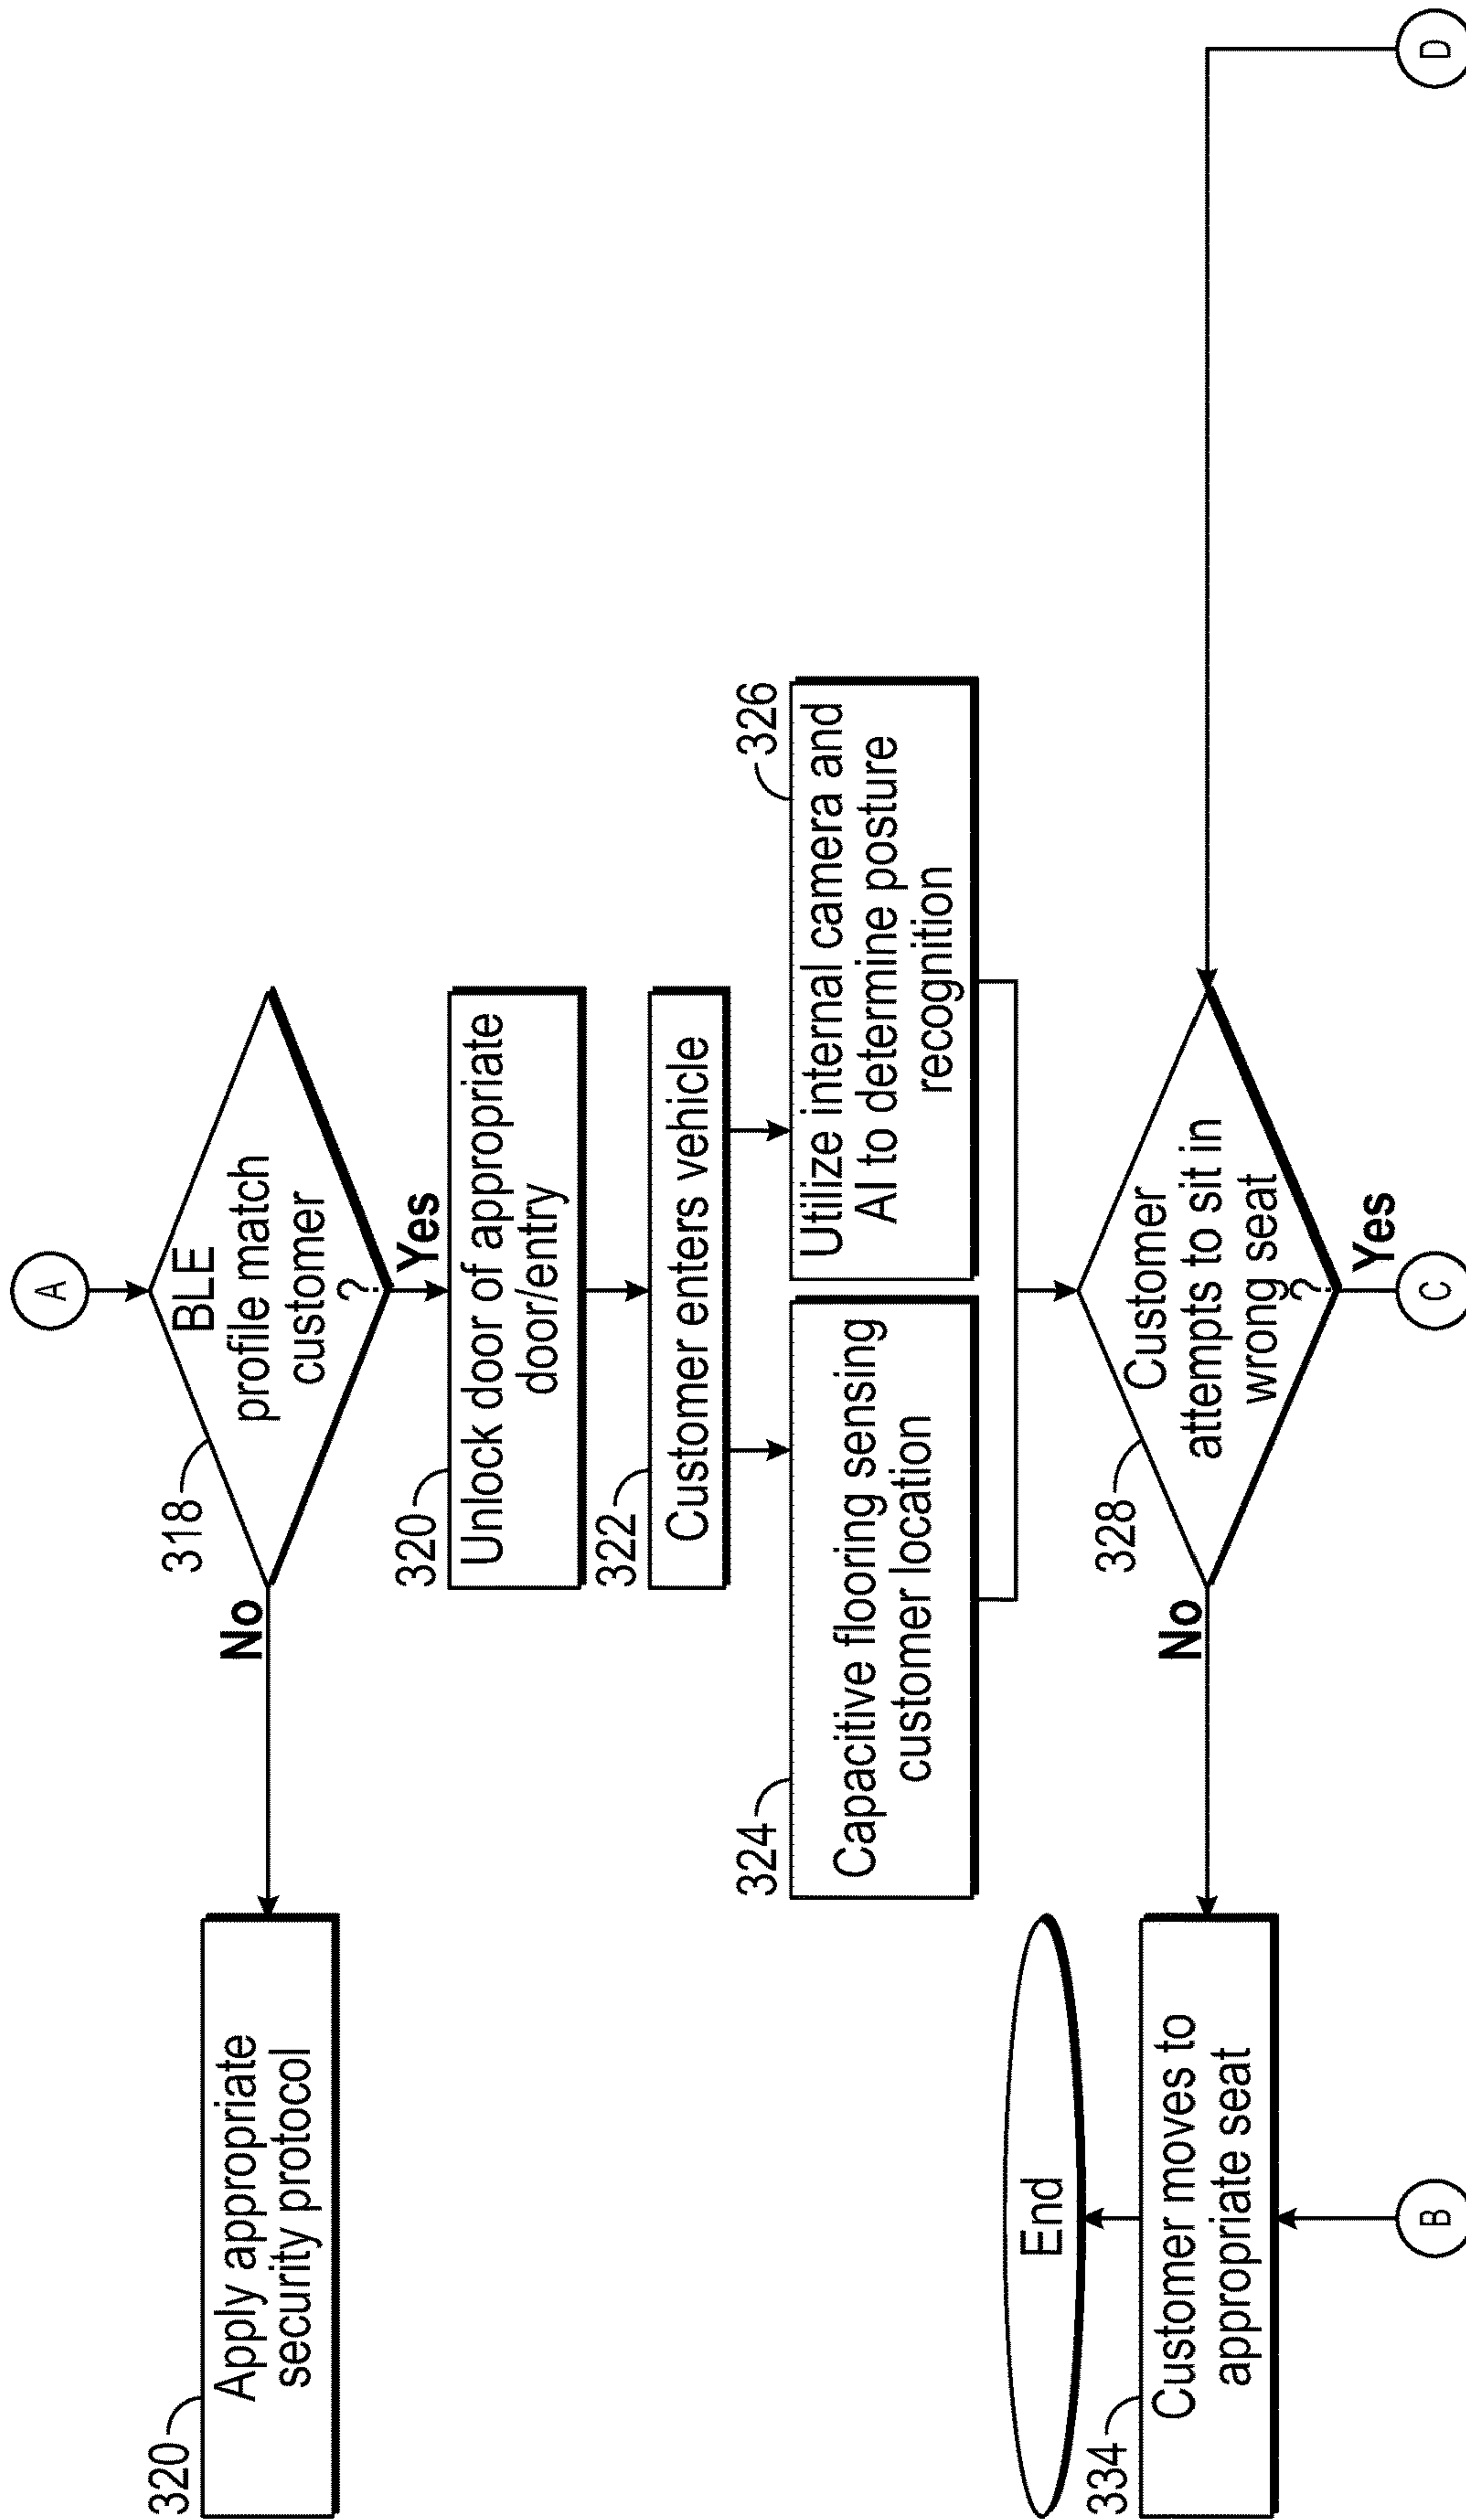 A
318
BLE
profile match
customer
?
No
Yes
320
Apply appropriate
security protocol
320
Unlock door of appropriate
door/entry
322
Customer enters vehicle
324
Capacitive flooring sensing
customer location
326
Utilize internal camera and
AI to determine posture
recognition
328
Customer
attempts to sit in
wrong seat
?
No
Yes
End
334
Customer moves to
appropriate seat
B
C
D